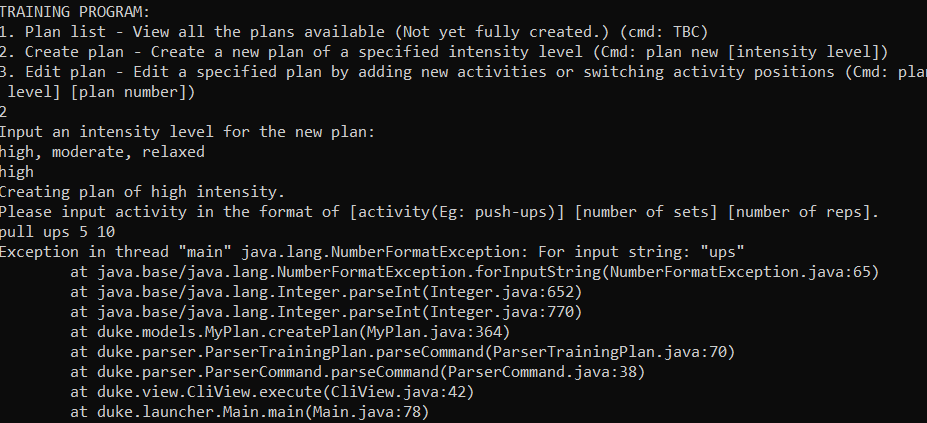 TRAINING PROGRAM:
1. Plan list - View all the plans available (Not yet fully created.) (cmd: TBC)
2. Create plan - Create a new plan of a specified intensity level (Cmd: plan new [intensity level])
3. Edit plan - Edit a specified plan by adding new activities or switching activity positions (Cmd: plan
level] [plan number])
2
Input an intensity level for the new plan:
high, moderate, relaxed
high
Creating plan of high intensity.
Please input activity in the format of [activity(Eg: push-ups)] [number of sets] [number of reps].
pull ups 5 10
Exception in thread "main" java.lang.NumberFormatException: For input string: "ups"
at java.base/java.lang.NumberFormatException.forInputString(NumberFormatException.java:65)
at java.base/java.lang.Integer.parseInt(Integer.java:652)
at java.base/java.lang.Integer.parseInt(Integer.java:770)
at duke.models.MyPlan.createPlan(MyPlan.java:364)
at duke.parser.ParserTrainingPlan.parseCommand(ParserTrainingPlan.java:70)
at duke.parser.ParserCommand.parseCommand(ParserCommand.java:38)
at duke.view.CliView.execute(CliView.java:42)
at duke.launcher.Main.main(Main.java:78)